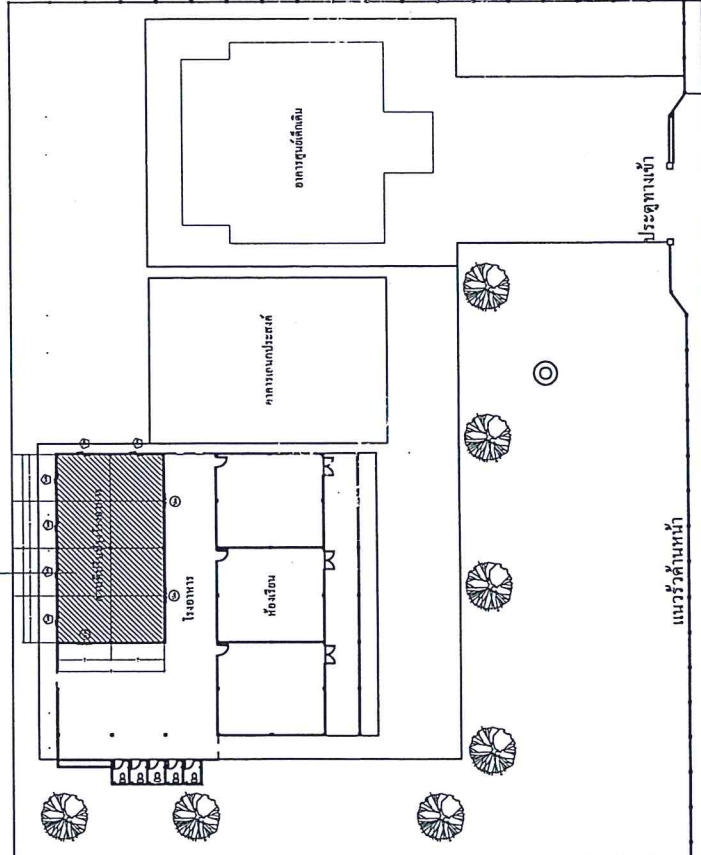 อาคารศูนย์เด็กเดิม
ประตูทางเข้า
อาคารเอนกประสงค์
โรงอาหาร
ห้องเรียน
แนวรั้วด้านหน้า